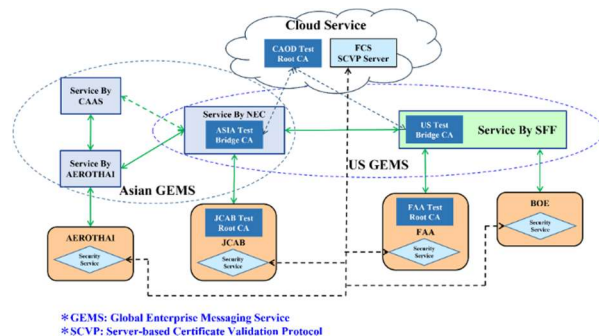 Cloud Service
CAOD Test
Root CA
FCS
SCVP Server
Service By
CAAS
Service By NEC
ASIA Test
Bridge CA
US Test
Bridge CA
Service By SFF
Service By
AEROTHAI
Asian GEMS
US GEMS
AEROTHAI
Security
Service
JCAB Test
Root CA
JCAB
Security
Service
FAA Test
Root CA
FAA
Security
Service
BOE
Security
Service
*GEMS: Global Enterprise Messaging Service
*SCVP: Server-based Certificate Validation Protocol